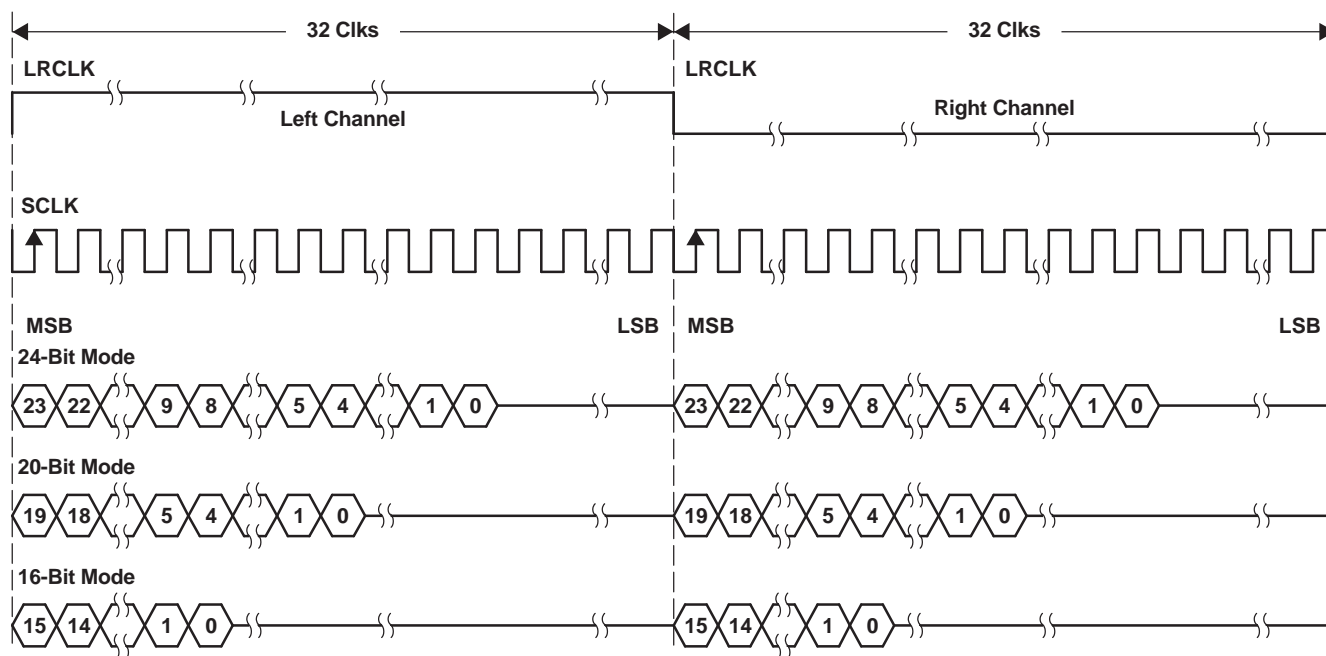 32 Clks 32 Clks
LRCLK LRCLK
Left Channel Right Channel
SCLK
MSB LSB MSB LSB
24-Bit Mode
23 22 9 8 5 4 1 0 23 22 9 8 5 4 1 0
20-Bit Mode
19 18 5 4 1 0 19 18 5 4 1 0
16-Bit Mode
15 14 1 0 15 14 1 0